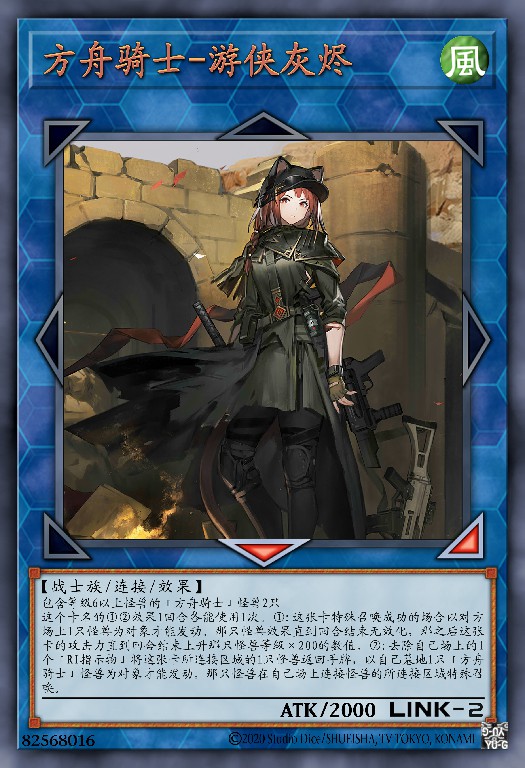 方舟骑士-游侠灰烬
風
【战士族/连接/效果】
包含等级6以上怪兽的「方舟骑士」怪兽2只
这个卡名的①②效果1回合各能使用1次。①:这张卡特殊召唤成功的场合以对方
场上1只怪兽为对象才能发动。那只怪兽效果直到回合结束无效化,那之后这张
卡的攻击力直到回合结束上升那只怪兽等级×200的数值。②:去除自己场上的1
个「RI指示物」将这张卡所连接区域的1只怪兽返回手牌,以自己墓地1只「方舟
骑士」怪兽为对象才能发动。那只怪兽在自己场上连接怪兽的所连接区域特殊召
唤。
ATK/2000 LINK-2
82568016
©2020 Studio Dice/SHUEISHA, TV TOKYO, KONAMI